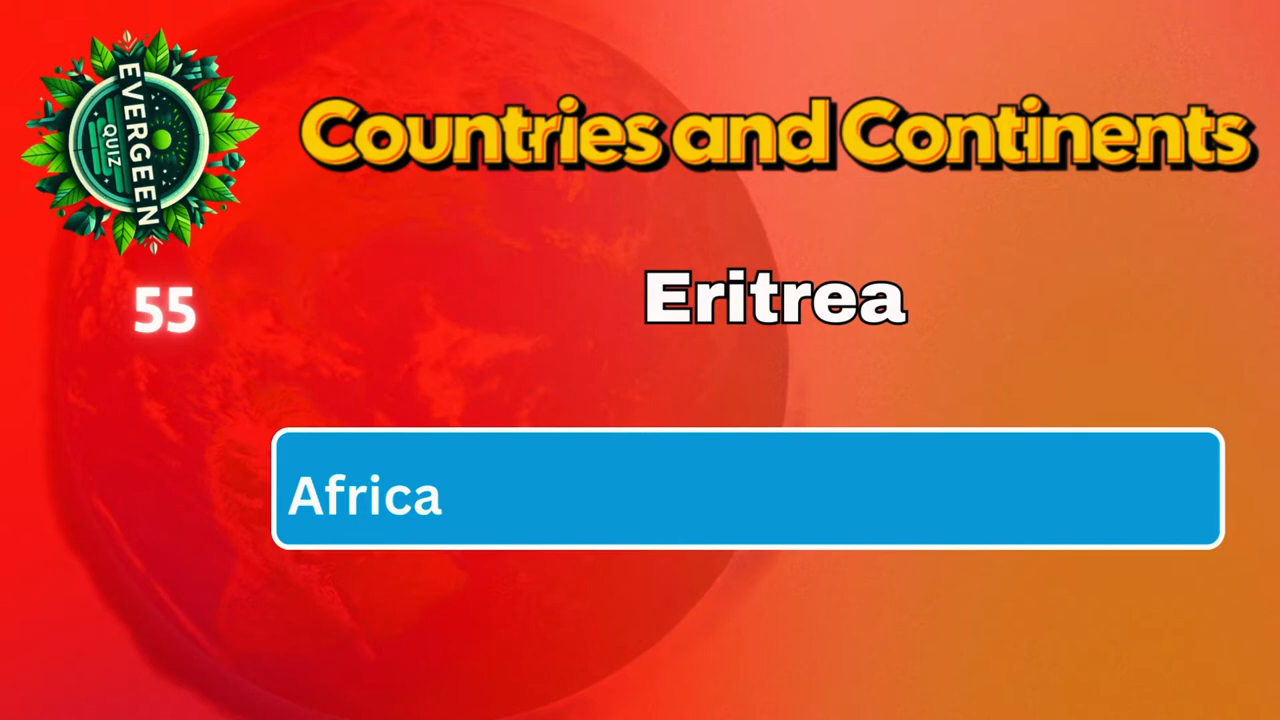 EVERGEEN
QUIZ
Countries and Continents
55
Eritrea
Africa